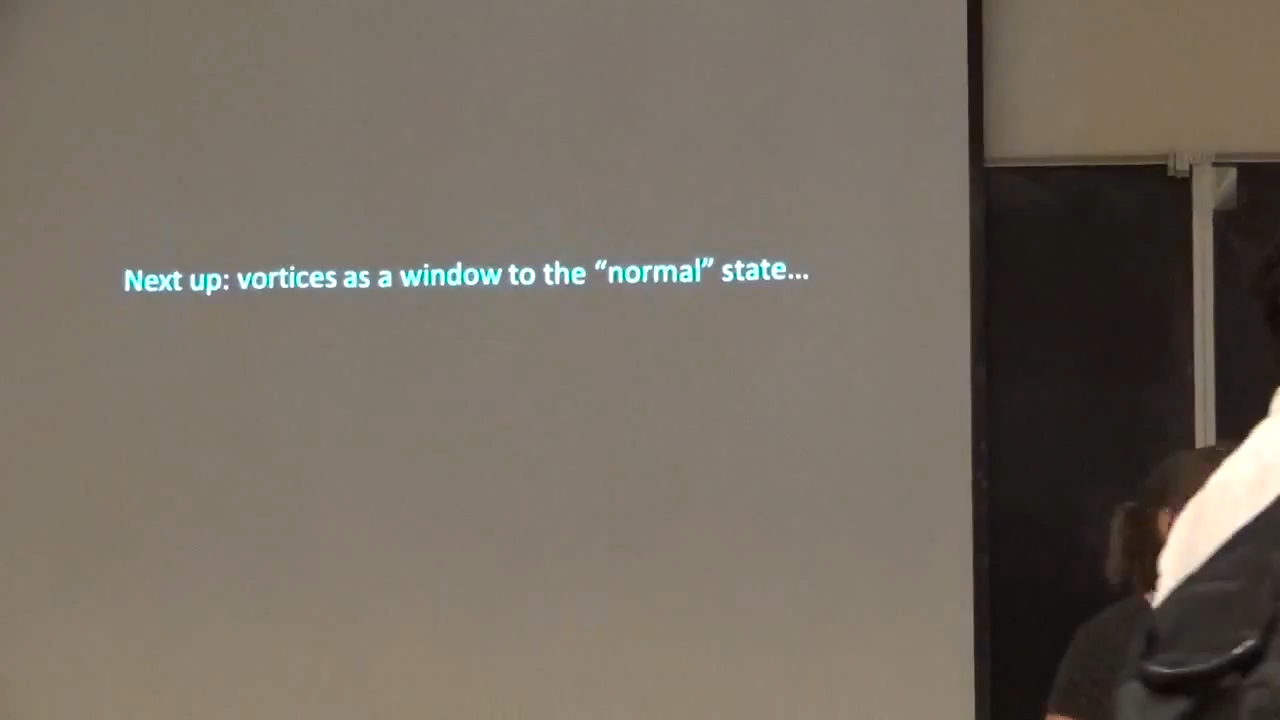 Next up: vortices as a window to the “normal” state...